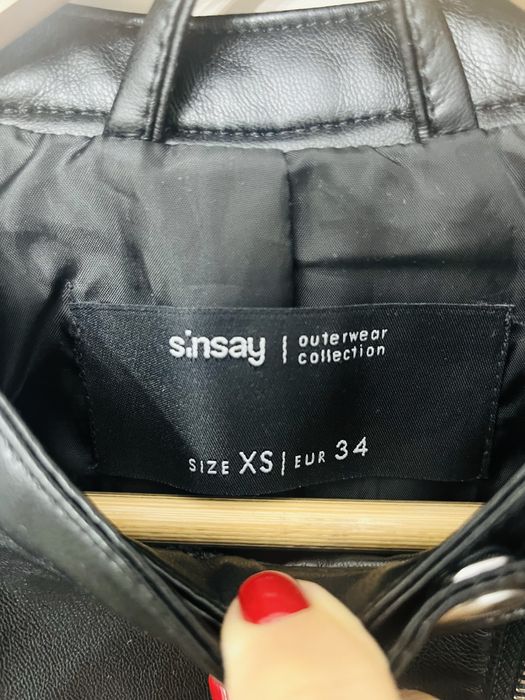 sinsay | outerwear
collection
SIZE XS | EUR 34